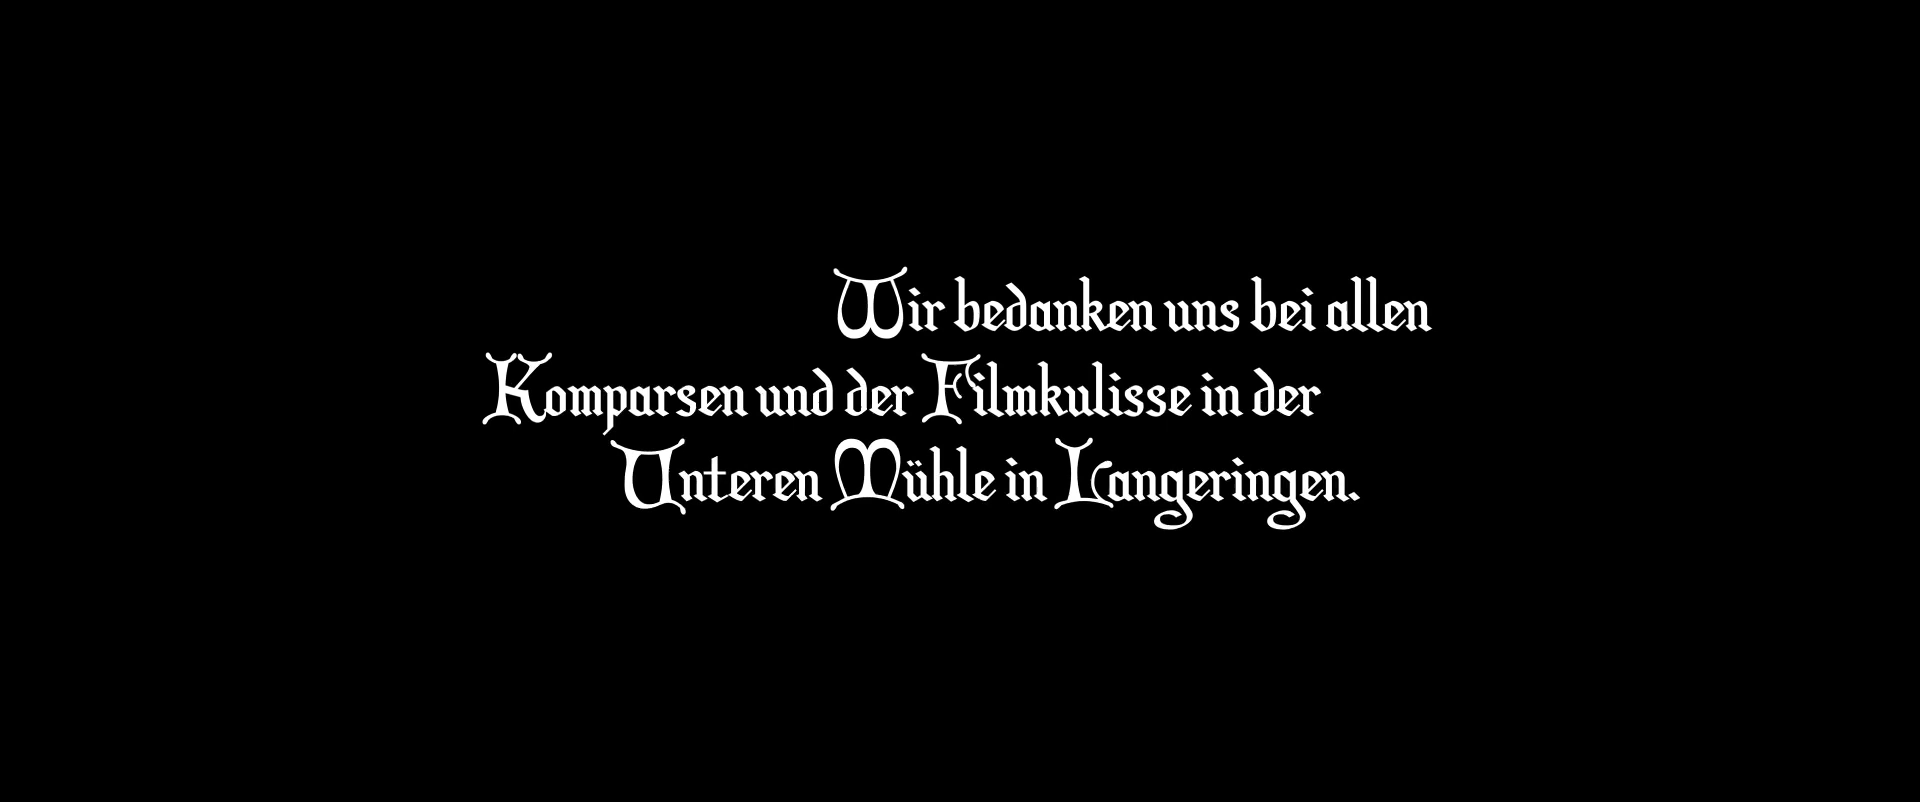 Wir bedanken uns bei allen
Komparsen und der Filmkulisse in der
Unteren Mühle in Langeringen.